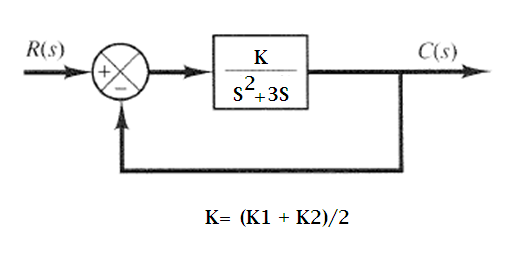 R(s)
+
−
K
S²+3S
C(s)
K= (K1 + K2)/2